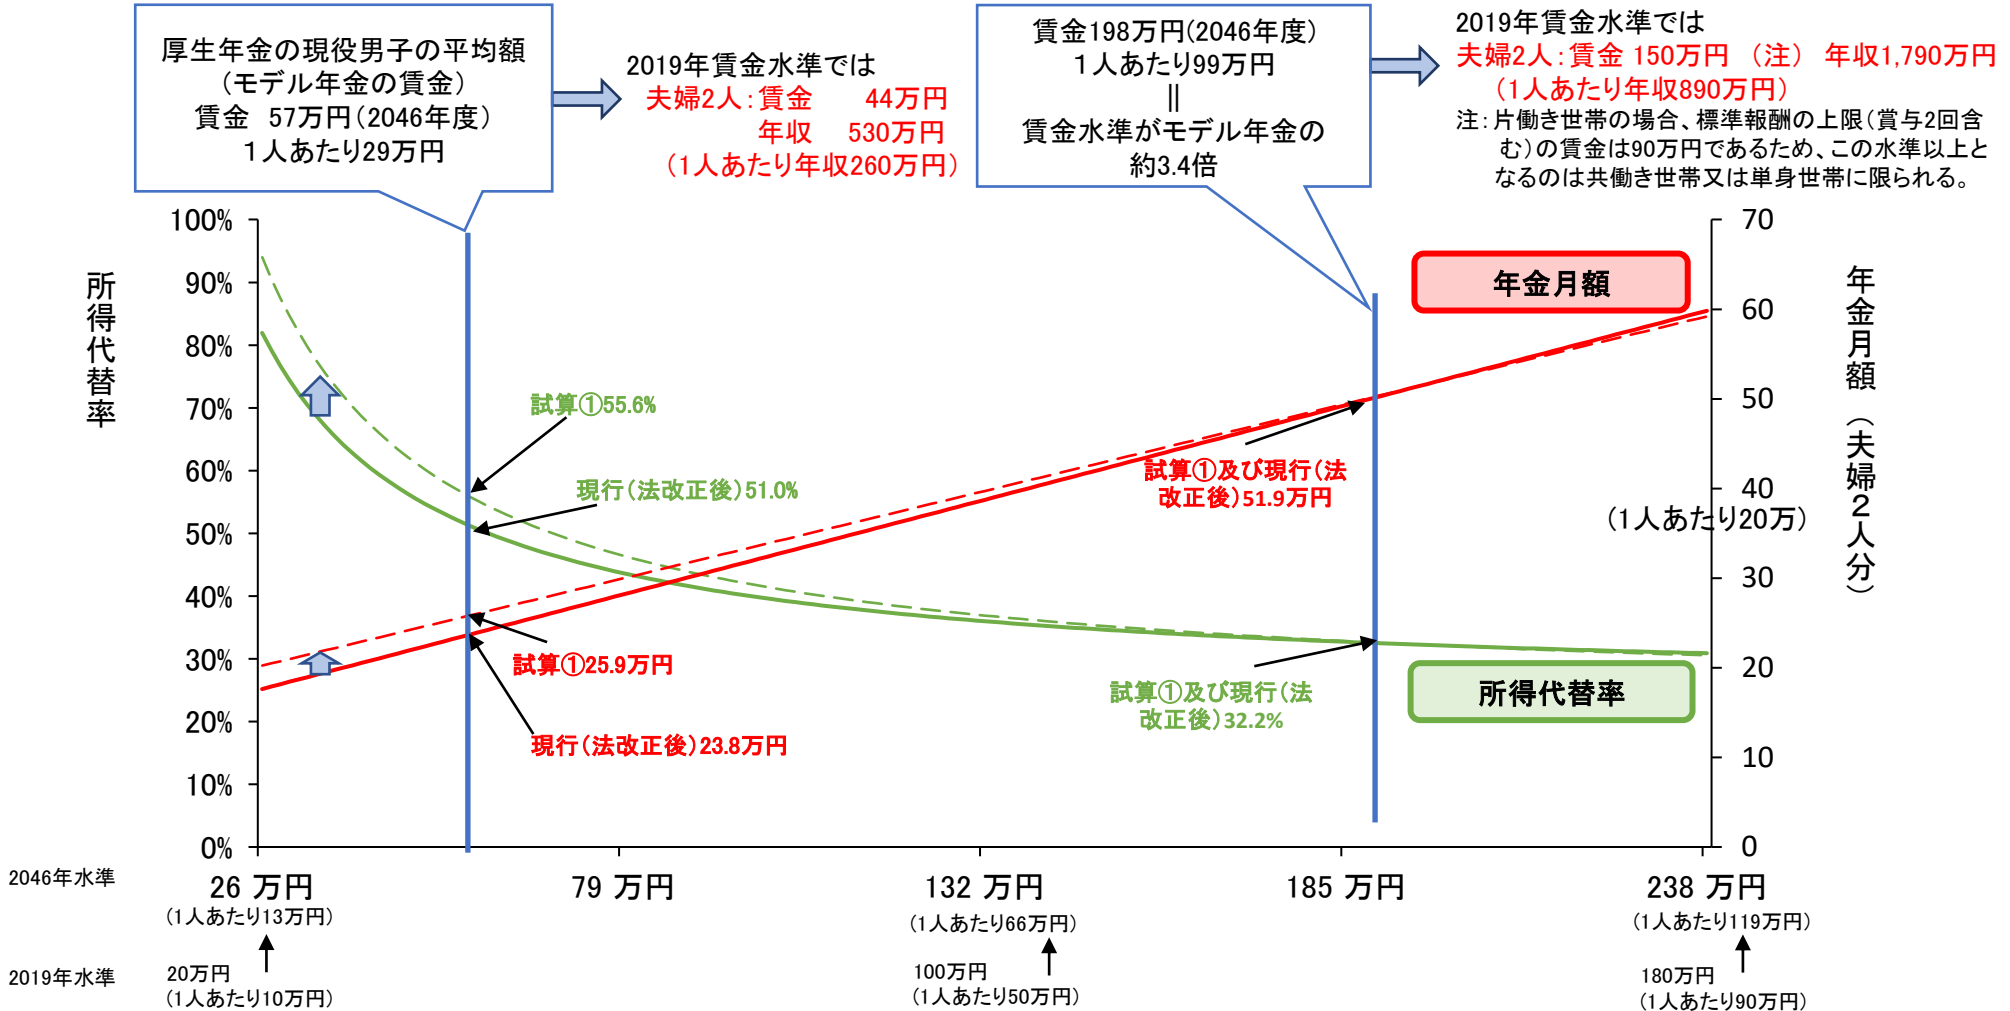 厚生年金の現役男子の平均額
(モデル年金の賃金)
賃金 57万円(2046年度)
1人あたり29万円
2019年賃金水準では
夫婦2人:賃金 44万円
年収 530万円
(1人あたり年収260万円)
賃金198万円(2046年度)
1人あたり99万円
||
賃金水準がモデル年金の
約3.4倍
2019年賃金水準では
夫婦2人:賃金 150万円 (注) 年収1,790万円
(1人あたり年収890万円)
注:片働き世帯の場合、標準報酬の上限(賞与2回含
む)の賃金は90万円であるため、この水準以上と
なるのは共働き世帯又は単身世帯に限られる。
所得代替率
100%
90%
80%
70%
60%
50%
40%
30%
20%
10%
0%
試算①55.6%
現行(法改正後)51.0%
試算①25.9万円
現行(法改正後)23.8万円
試算①及び現行(法
改正後)51.9万円
(1人あたり20万)
試算①及び現行(法
改正後)32.2%
年金月額
所得代替率
70
60
50
40
30
20
10
0
年金月額(夫婦2人分)
2046年水準
26 万円
79 万円
132 万円
185 万円
238 万円
(1人あたり13万円)
(1人あたり66万円)
(1人あたり119万円)
2019年水準
20万円
(1人あたり10万円)
100万円
(1人あたり50万円)
180万円
(1人あたり90万円)